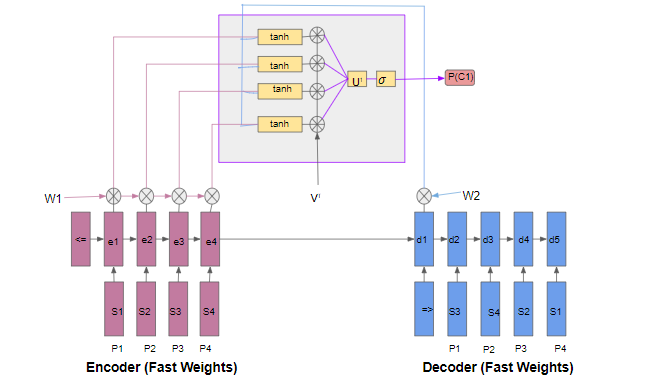 tanh
tanh
tanh
tanh
Uᵗ
σ
P(C1)
W1
Vᵗ
W2
<= e1 e2 e3 e4 d1 d2 d3 d4 d5
S1 S2 S3 S4 => S3 S4 S2 S1
P1 P2 P3 P4 P1 P2 P3 P4
Encoder (Fast Weights) Decoder (Fast Weights)